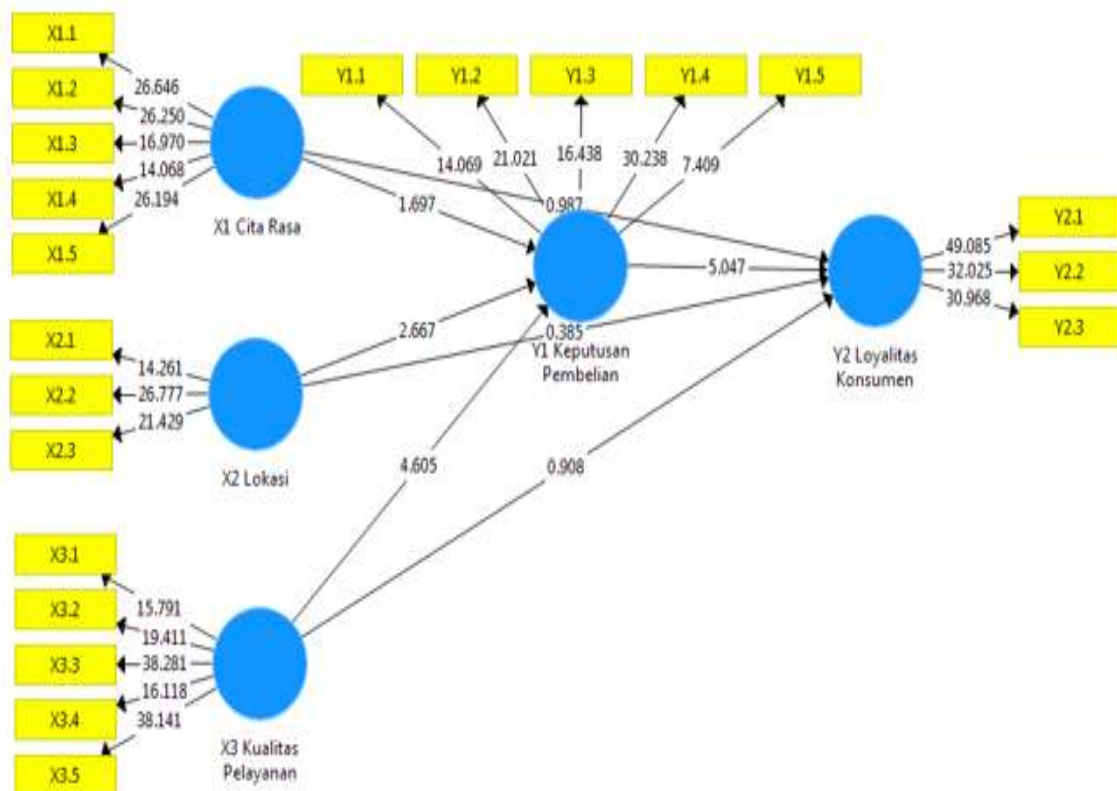 X1.1
X1.2
X1.3
X1.4
X1.5
26.646
26.250
16.970
14.068
26.194
X1 Cita Rasa
Y1.1
Y1.2
Y1.3
Y1.4
Y1.5
14.069
21.021
16.438
30.238
7.409
0.987
1.697
5.047
2.667
0.385
Y1 Keputusan
Pembelian
Y2.1
Y2.2
Y2.3
49.085
32.025
30.968
Y2 Loyalitas
Konsumen
X2.1
X2.2
X2.3
14.261
26.777
21.429
X2 Lokasi
4.605
0.908
X3.1
X3.2
X3.3
X3.4
X3.5
15.791
19.411
38.281
16.118
38.141
X3 Kualitas
Pelayanan